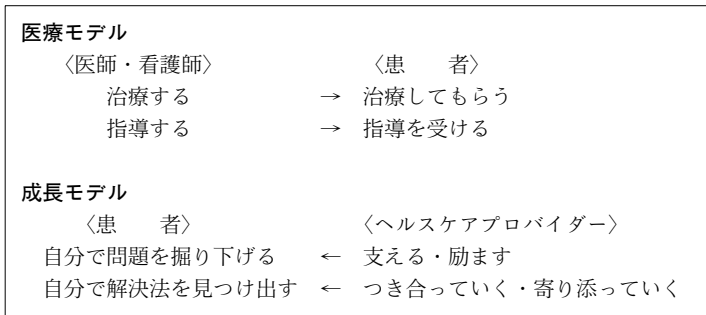 医療モデル
〈医師・看護師〉 〈患　　者〉
治療する → 治療してもらう
指導する → 指導を受ける
成長モデル
〈患　　者〉 〈ヘルスケアプロバイダー〉
自分で問題を掘り下げる ← 支える・励ます
自分で解決法を見つけ出す ← つき合っていく・寄り添っていく